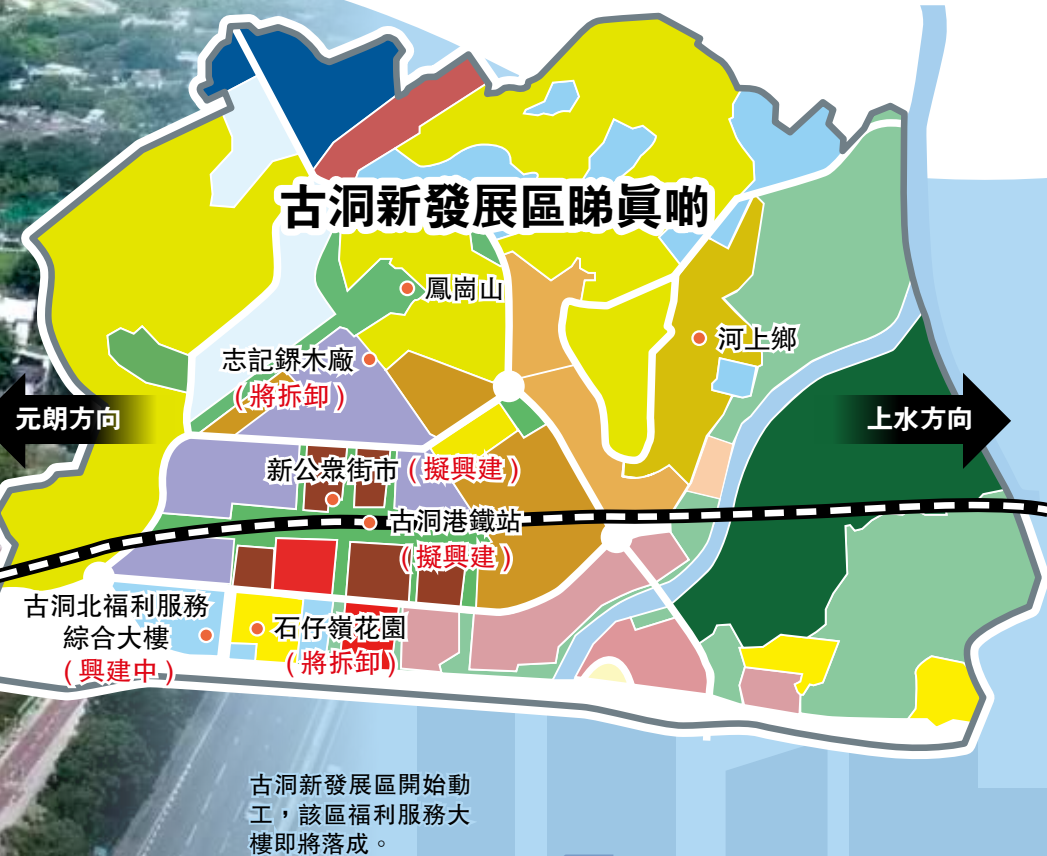 古洞新發展區睇眞啲
鳳崗山
河上鄉
志記鎅木廠
(將拆卸)
元朗方向
上水方向
新公衆街市(擬興建)
古洞港鐵站
(擬興建)
古洞北福利服務
綜合大樓
(興建中)
石仔嶺花園
(將拆卸)
古洞新發展區開始動
工，該區福利服務大
樓即將落成。